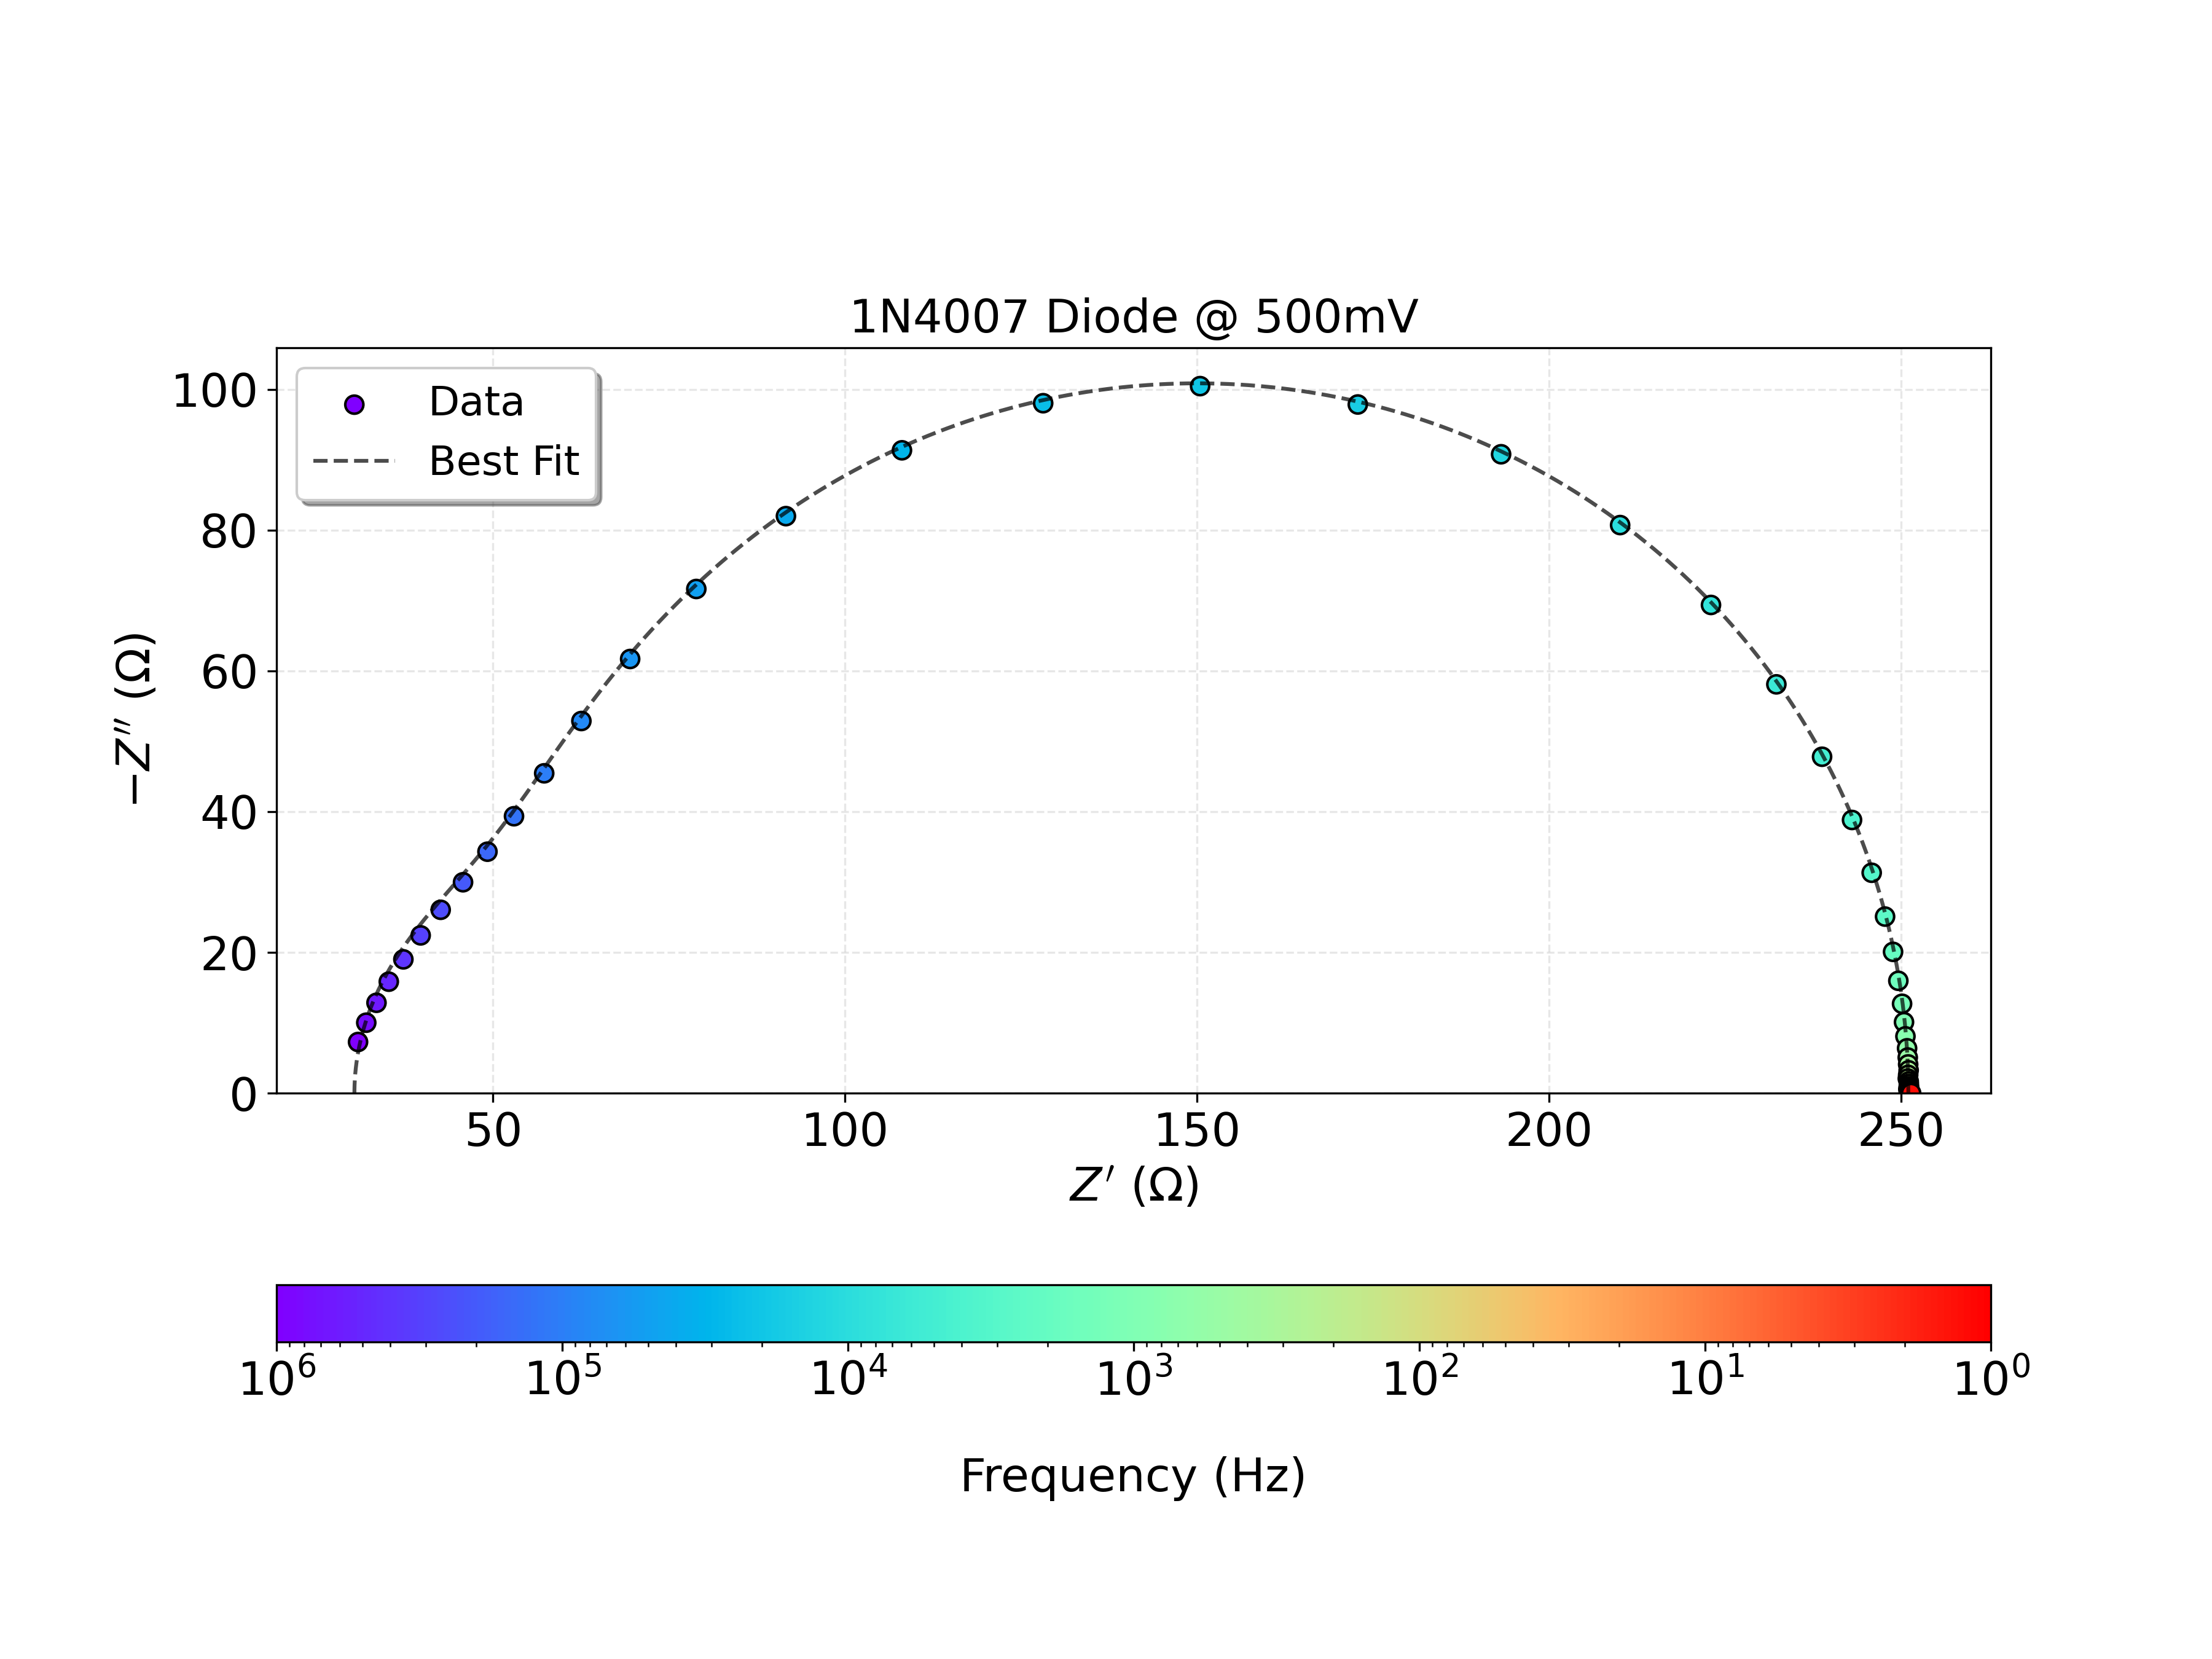 1N4007 Diode @ 500mV
Data
Best Fit
100
80
60
40
20
0
−Z″ (Ω)
50 100 150 200 250
Z′ (Ω)
10⁶ 10⁵ 10⁴ 10³ 10² 10¹ 10⁰
Frequency (Hz)